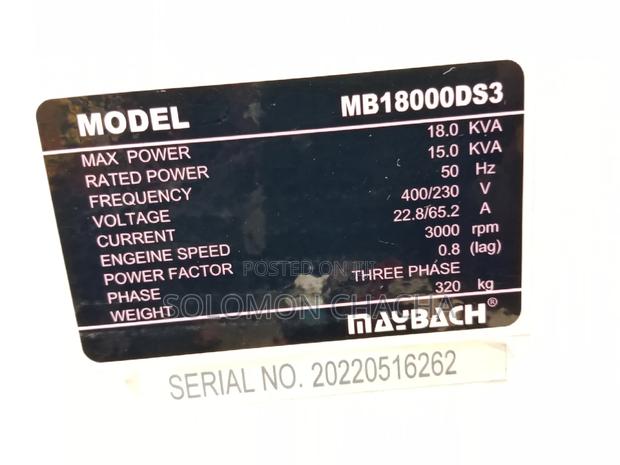 MODEL MB18000DS3
MAX POWER 18.0 KVA
RATED POWER 15.0 KVA
FREQUENCY 50 Hz
VOLTAGE 400/230 V
CURRENT 22.8/65.2 A
ENGEINE SPEED 3000 rpm
POWER FACTOR 0.8 (lag)
PHASE THREE PHASE
WEIGHT 320 kg
POSTED ON
SOLOMON CHACHA
MAYBACH®
SERIAL NO. 20220516262